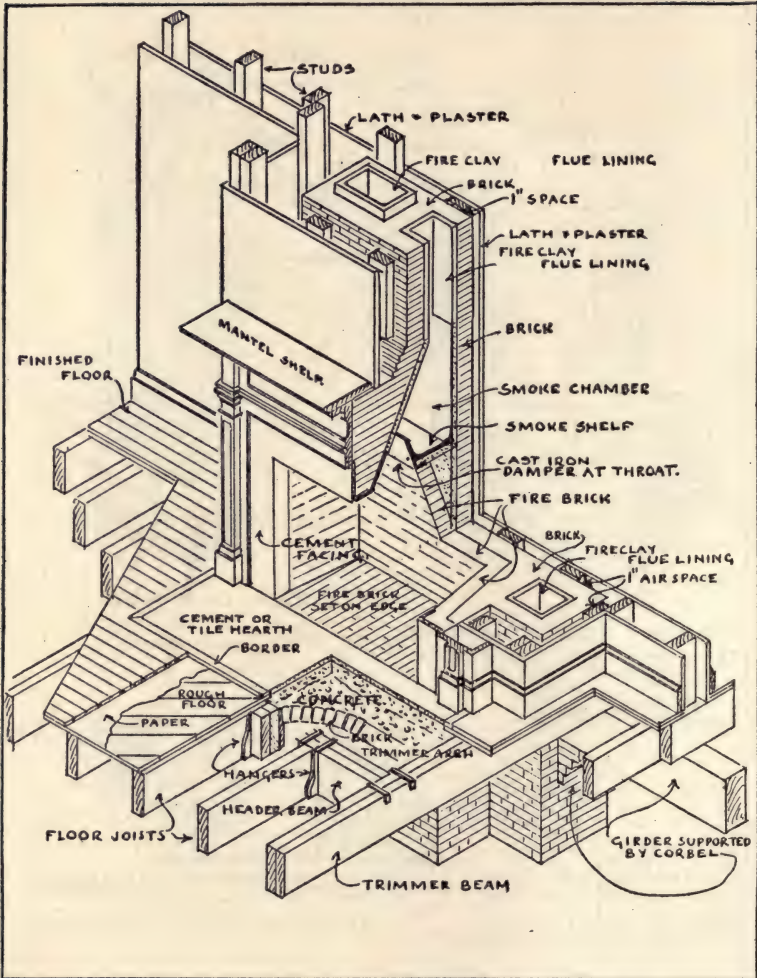 STUDS
LATH & PLASTER
FIRE CLAY FLUE LINING
BRICK
1" SPACE
LATH & PLASTER
FIRE CLAY
FLUE LINING
MANTEL SHELF
BRICK
FINISHED
FLOOR
SMOKE CHAMBER
SMOKE SHELF
CAST IRON
DAMPER AT THROAT.
FIRE BRICK
CEMENT
FACING
BRICK
FIRECLAY
FLUE LINING
1" AIR SPACE
FIRE BRICK
SET ON EDGE
CEMENT OR
TILE HEARTH
BORDER
ROUGH
FLOOR
PAPER
CONCRETE
BRICK
TRIMMER ARCH
HANGERS
HEADER BEAM
FLOOR JOISTS
GIRDER SUPPORTED
BY CORBEL
TRIMMER BEAM